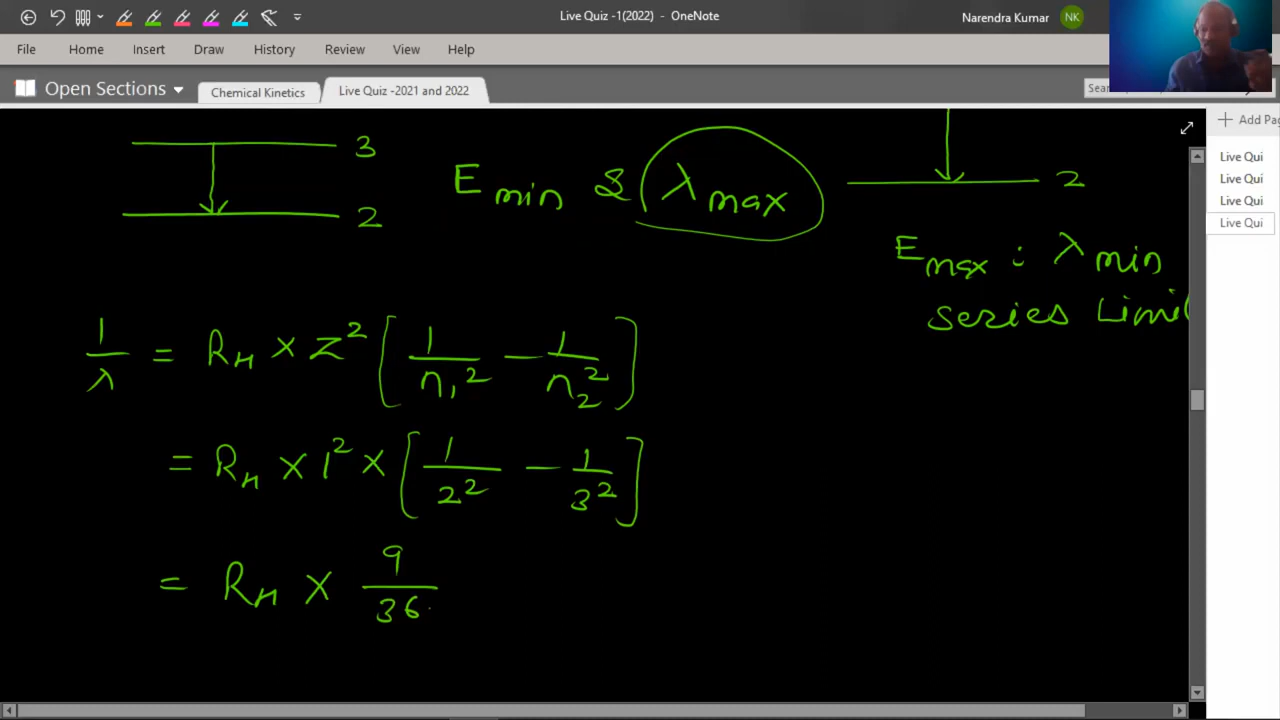 Live Quiz -1(2022) - OneNote
Narendra Kumar NK
File Home Insert Draw History Review View Help
Open Sections Chemical Kinetics Live Quiz -2021 and 2022
Add Pa
Live Qui
Live Qui
Live Qui
Live Qui
3
2
E min & λ max
2
E max : λ min
series Limi
1/λ = R_H × Z² [1/n₁² − 1/n₂²]
= R_H × 1² × [1/2² − 1/3²]
= R_H × 9/36